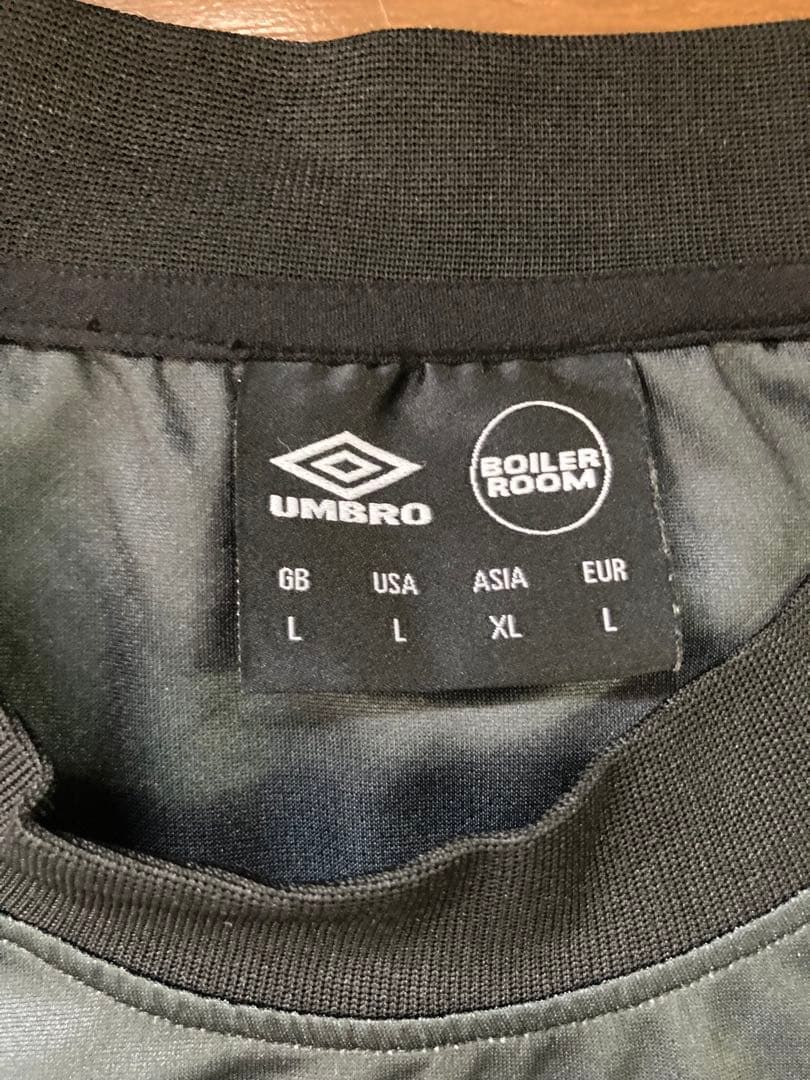 UMBRO
BOILER
ROOM
GB USA ASIA EUR
L L XL L